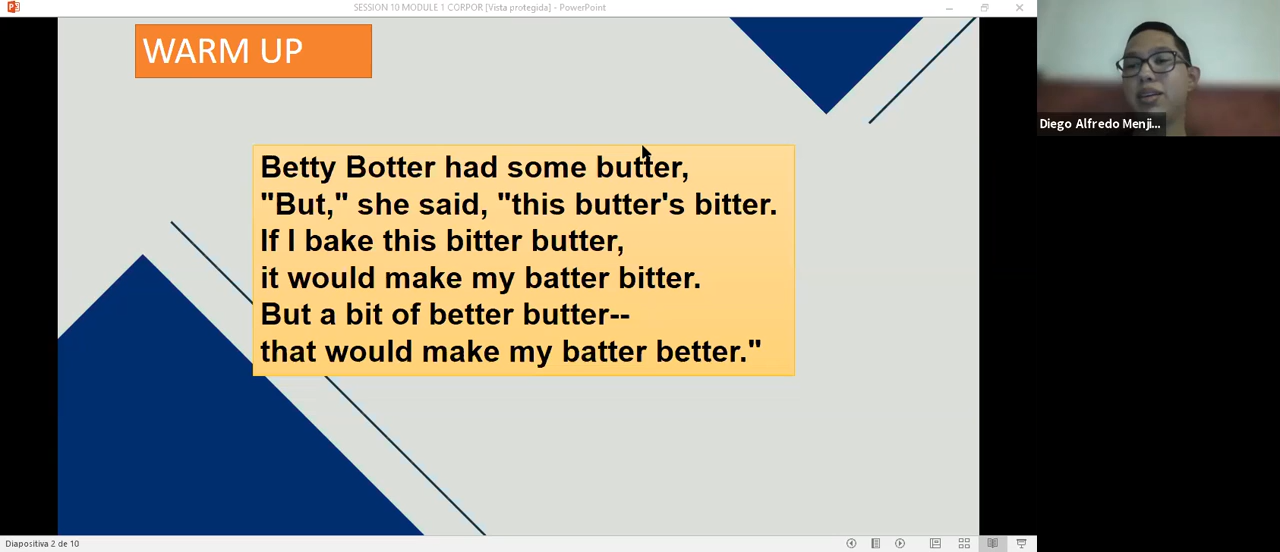 SESSION 10 MODULE 1 CORPOR [Vista protegida] - PowerPoint
WARM UP
Betty Botter had some butter,
"But," she said, "this butter's bitter.
If I bake this bitter butter,
it would make my batter bitter.
But a bit of better butter--
that would make my batter better."
Diego Alfredo Menji...
Diapositiva 2 de 10